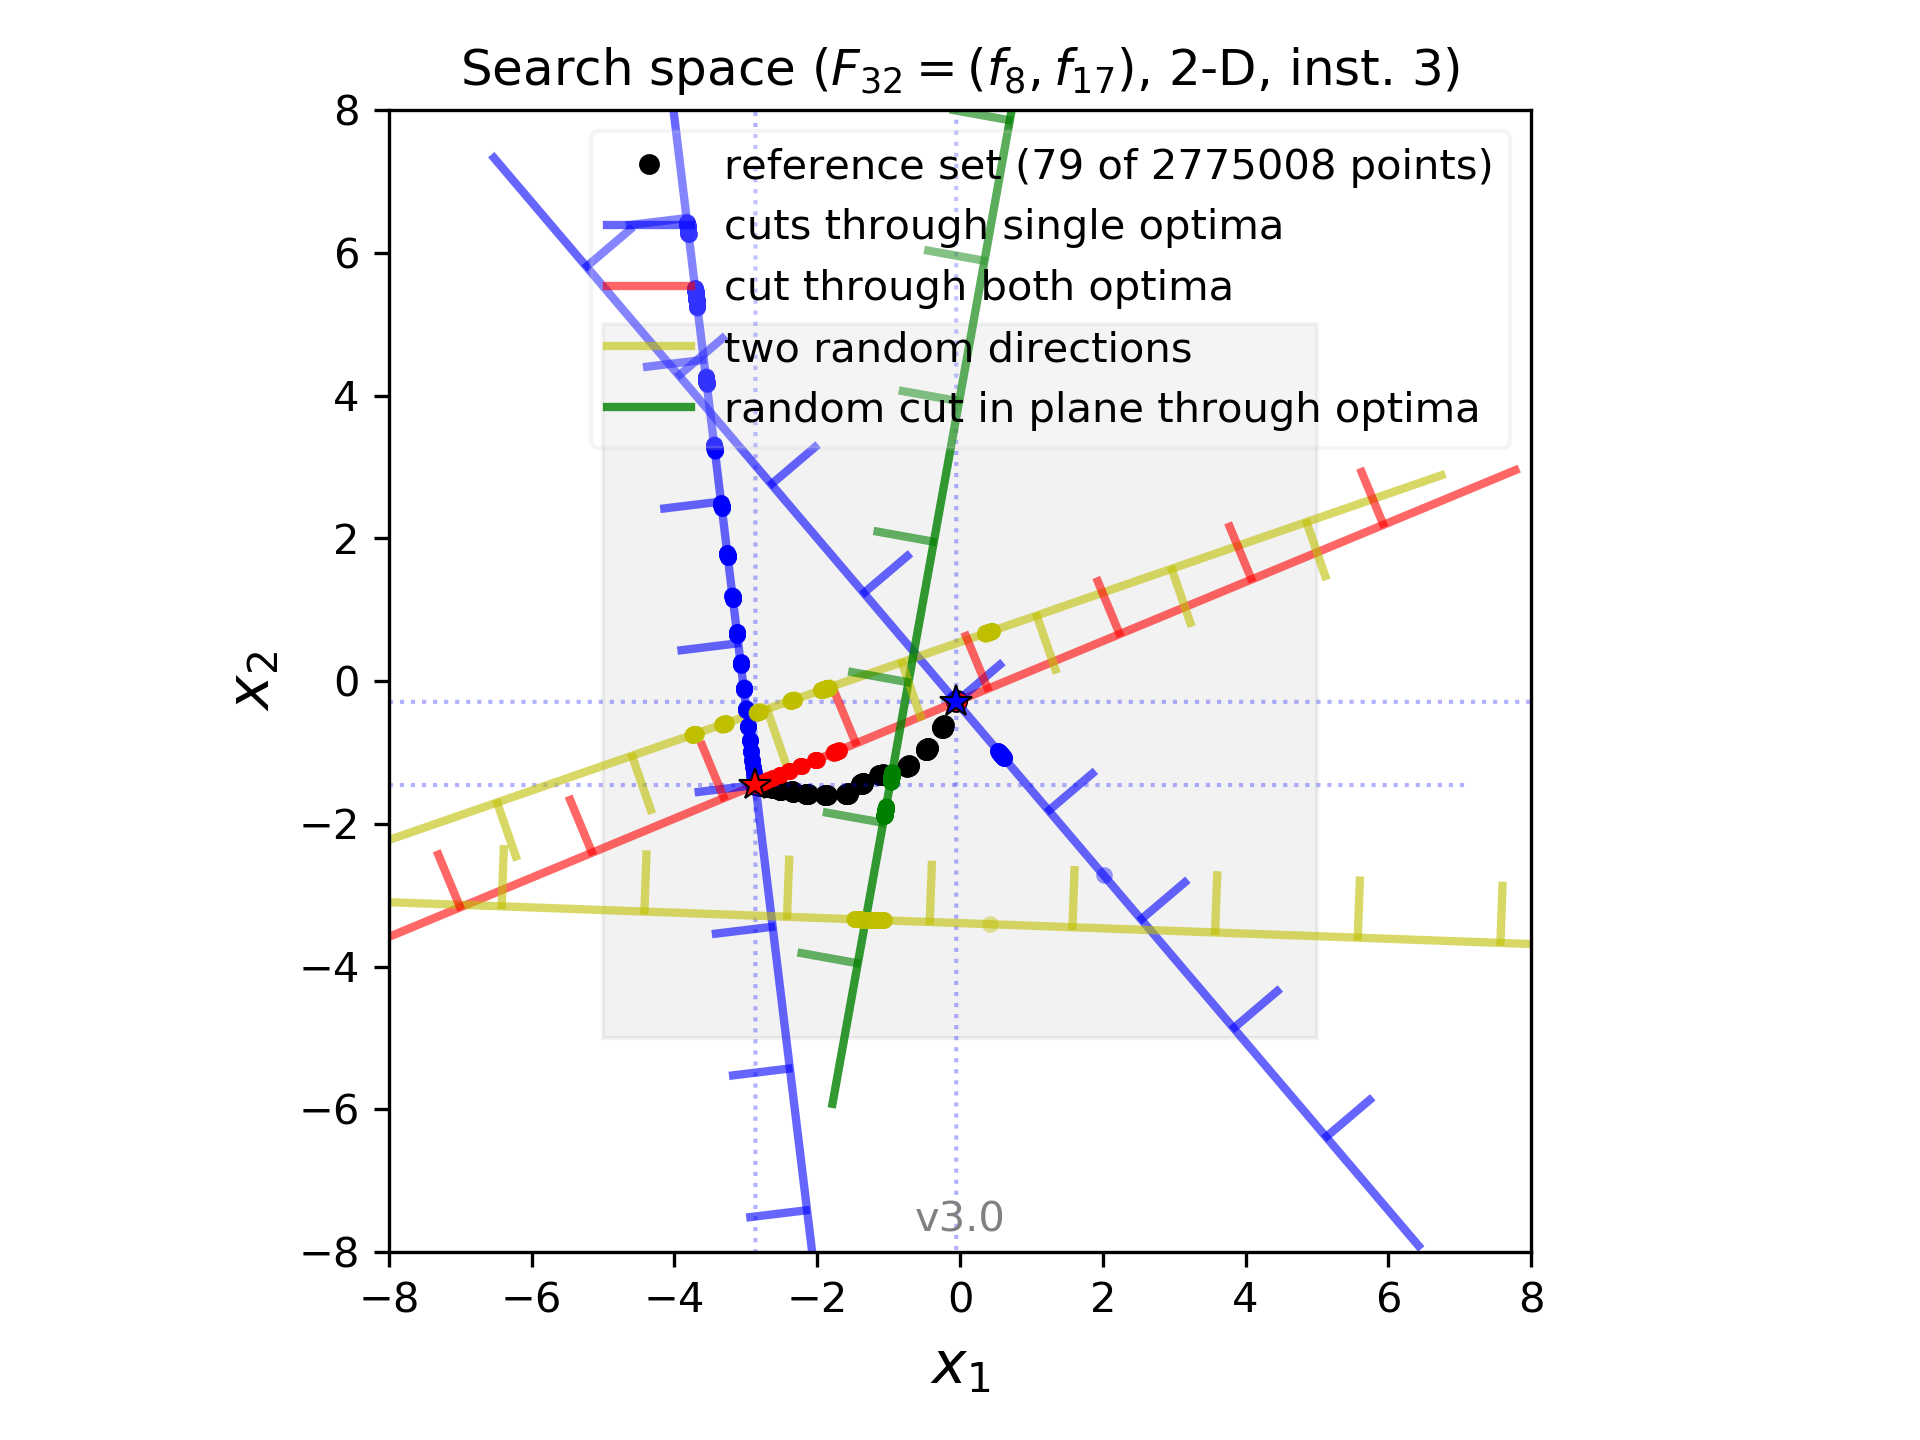 Search space (F32 = (f8, f17), 2-D, inst. 3)
reference set (79 of 2775008 points)
cuts through single optima
cut through both optima
two random directions
random cut in plane through optima
8
6
4
2
0
−2
−4
−6
−8
x2
v3.0
−8 −6 −4 −2 0 2 4 6 8
x1